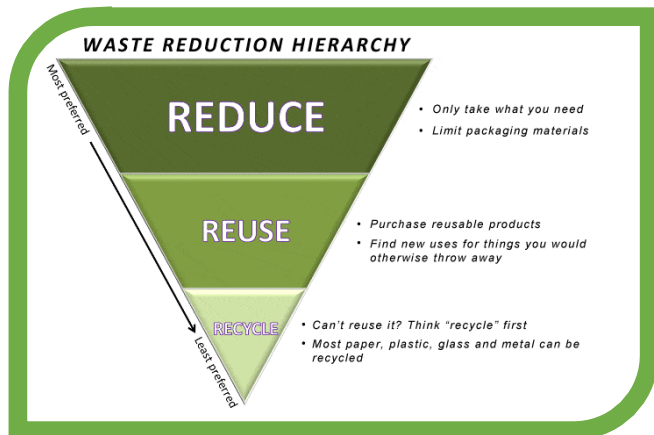 WASTE REDUCTION HIERARCHY
Most preferred
REDUCE
• Only take what you need
• Limit packaging materials
REUSE
• Purchase reusable products
• Find new uses for things you would
otherwise throw away
RECYCLE
• Can't reuse it? Think “recycle” first
• Most paper, plastic, glass and metal can be
recycled
Least preferred